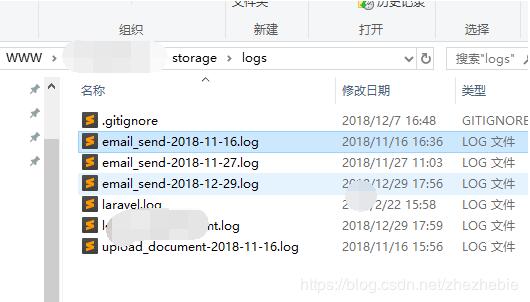 文件夹 历史记录
组织 新建 打开 选择
WWW storage logs 搜索"logs"
名称 修改日期 类型
.gitignore 2018/12/7 16:48 GITIGNORE
email_send-2018-11-16.log 2018/11/16 16:36 LOG 文件
email_send-2018-11-27.log 2018/11/27 11:03 LOG 文件
email_send-2018-12-29.log 2018/12/29 17:56 LOG 文件
laravel.log /2/22 15:58 LOG 文件
.log 2018/12/29 17:59 LOG 文件
upload_document-2018-11-16.log 2018/11/16 15:56 LOG 文件
https://blog.csdn.net/zhezhebie